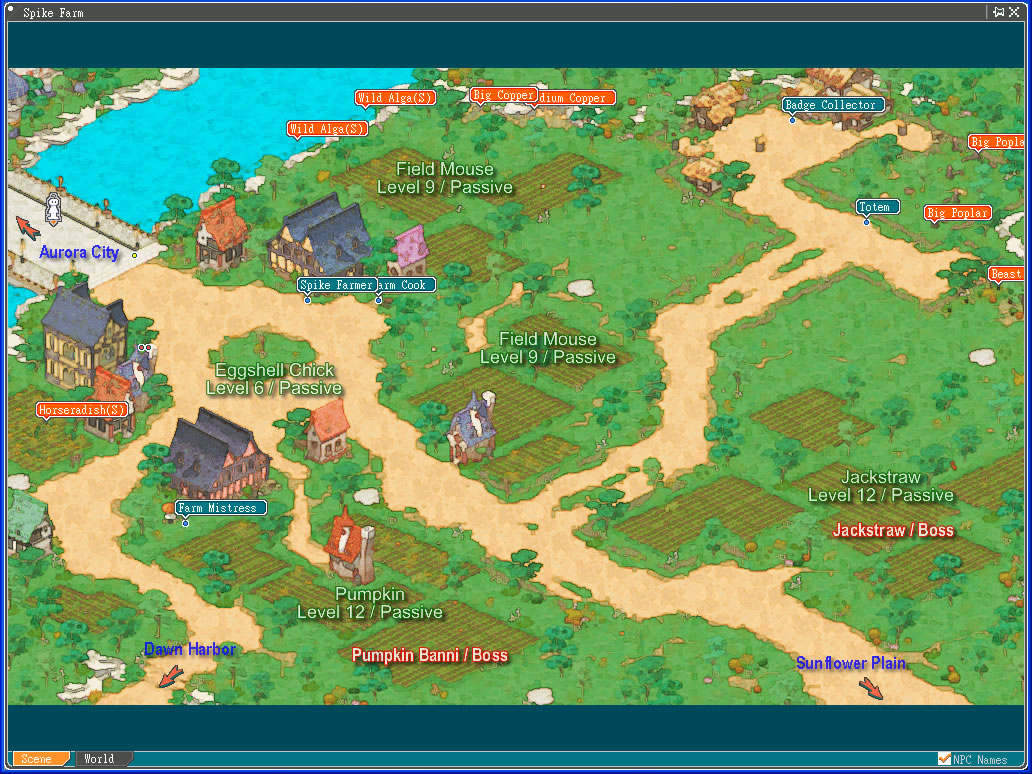 Spike Farm
Wild Alga(S)
Big Copper
dium Copper
Badge Collector
Wild Alga(S)
Big Popla
Field Mouse
Level 9 / Passive
Totem
Big Poplar
Aurora City
Beast
Spike Farmer
arm Cook
Field Mouse
Level 9 / Passive
Eggshell Chick
Level 6 / Passive
Horseradish(S)
Jackstraw
Level 12 / Passive
Farm Mistress
Jackstraw / Boss
Pumpkin
Level 12 / Passive
Dawn Harbor
Pumpkin Banni / Boss
Sunflower Plain
Scene
World
NPC Names